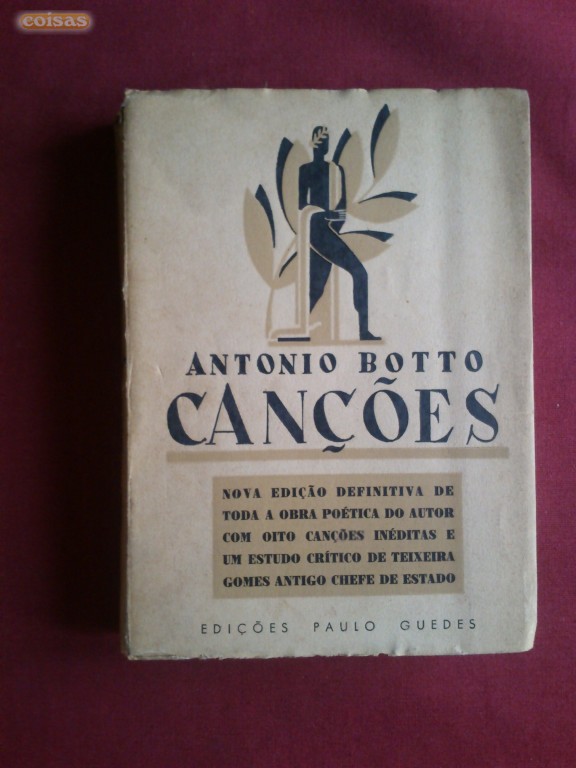 coisas
ANTONIO BOTTO
CANÇÕES
NOVA EDIÇÃO DEFINITIVA DE
TODA A OBRA POÉTICA DO AUTOR
COM OITO CANÇÕES INÉDITAS E
UM ESTUDO CRÍTICO DE TEIXEIRA
GOMES ANTIGO CHEFE DE ESTADO
EDIÇÕES PAULO GUEDES